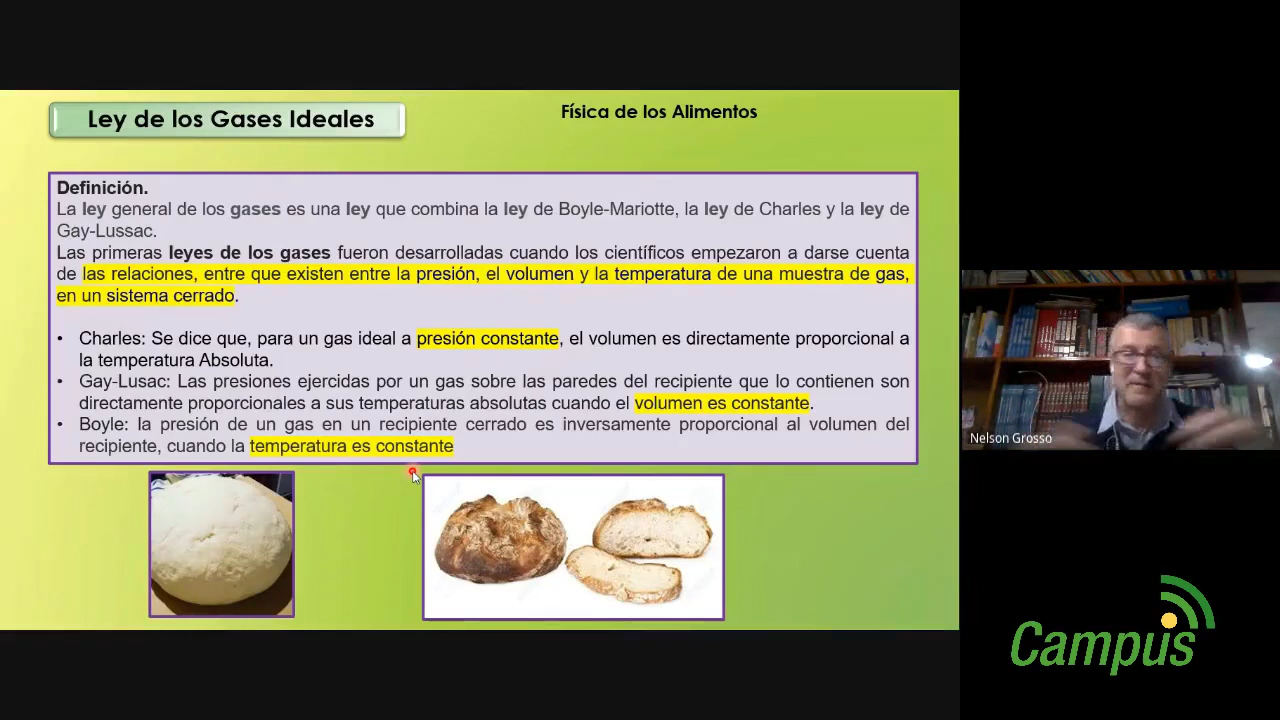 Ley de los Gases Ideales
Física de los Alimentos
Definición.
La ley general de los gases es una ley que combina la ley de Boyle-Mariotte, la ley de Charles y la ley de
Gay-Lussac.
Las primeras leyes de los gases fueron desarrolladas cuando los científicos empezaron a darse cuenta
de las relaciones, entre que existen entre la presión, el volumen y la temperatura de una muestra de gas,
en un sistema cerrado.
• Charles: Se dice que, para un gas ideal a presión constante, el volumen es directamente proporcional a
la temperatura Absoluta.
• Gay-Lusac: Las presiones ejercidas por un gas sobre las paredes del recipiente que lo contienen son
directamente proporcionales a sus temperaturas absolutas cuando el volumen es constante.
• Boyle: la presión de un gas en un recipiente cerrado es inversamente proporcional al volumen del
recipiente, cuando la temperatura es constante
Nelson Grosso
Campus